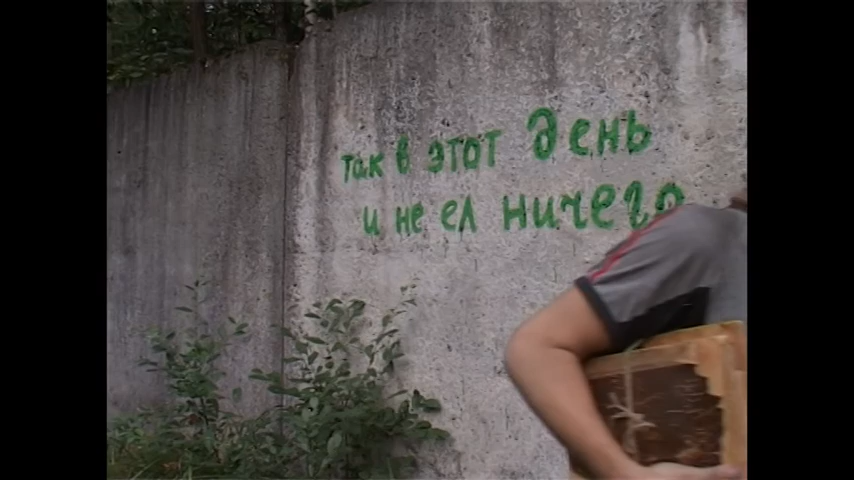 так в этот день
и не ел ничего